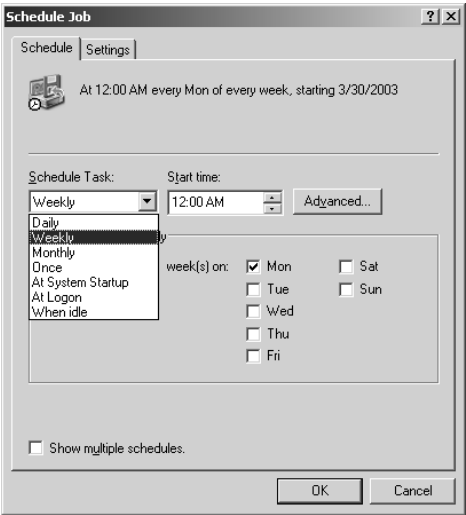 Schedule Job
Schedule Settings
At 12:00 AM every Mon of every week, starting 3/30/2003
Schedule Task: Start time:
Weekly 12:00 AM Advanced...
Daily
Weekly
Monthly
Once
At System Startup
At Logon
When idle
y
week(s) on: Mon Sat
Tue Sun
Wed
Thu
Fri
Show multiple schedules.
OK Cancel